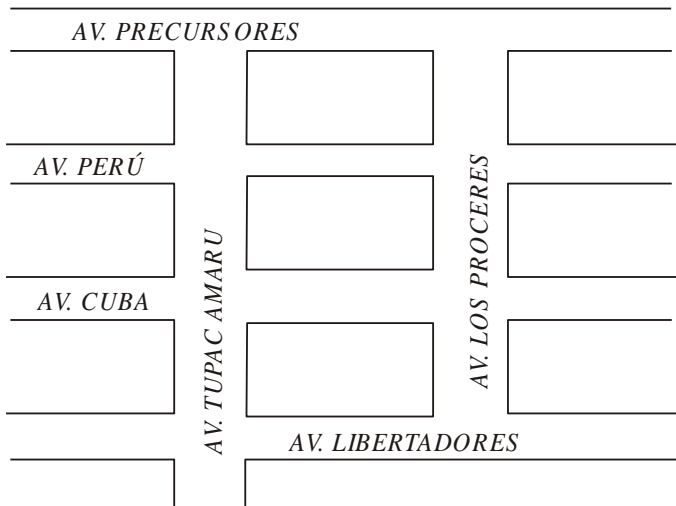 AV. PRECURSORES
AV. PERÚ
AV. CUBA
AV. TUPAC AMARU
AV. LOS PROCERES
AV. LIBERTADORES